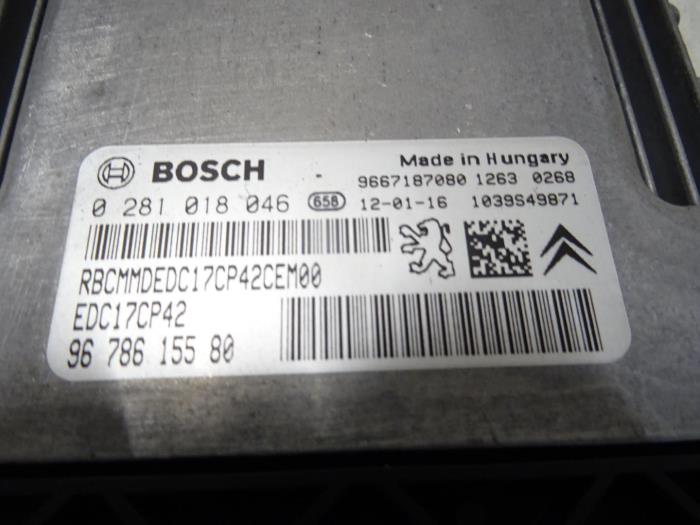 BOSCH
Made in Hungary
9667187080 1263 0268
0 281 018 046 658 12-01-16 1039S49871
RBCMMDEDC17CP42CEM00
EDC17CP42
96 786 155 80